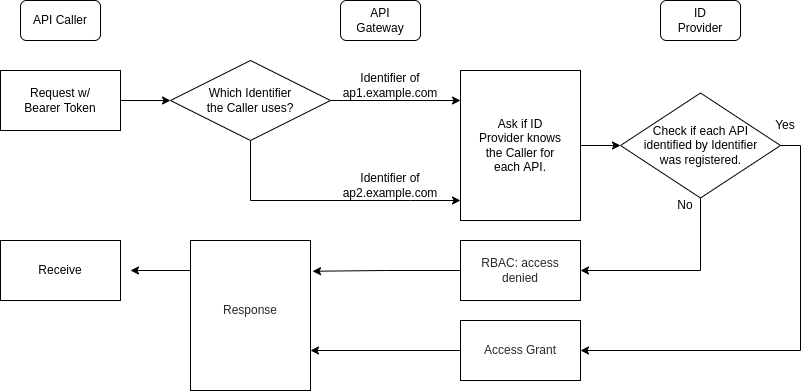 API Caller
API
Gateway
ID
Provider
Request w/
Bearer Token
Which Identifier
the Caller uses?
Identifier of
ap1.example.com
Identifier of
ap2.example.com
Ask if ID
Provider knows
the Caller for
each API.
Check if each API
identified by Identifier
was registered.
Yes
No
Receive
Response
RBAC: access
denied
Access Grant